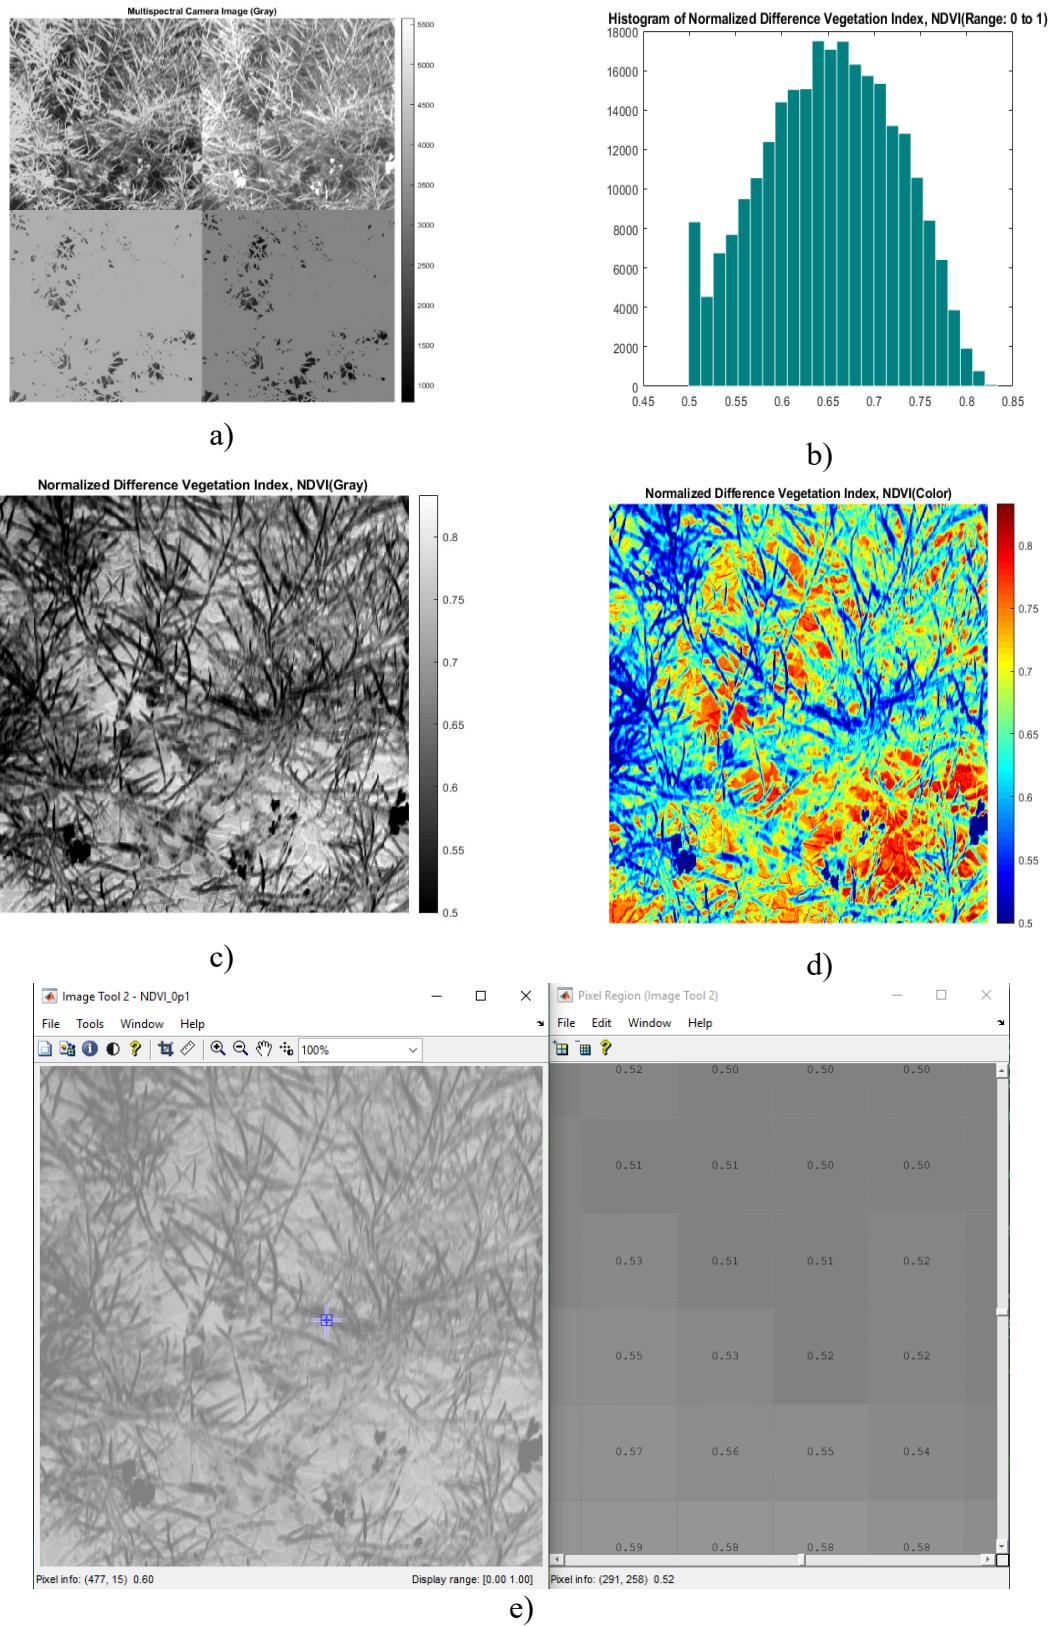 Multispectral Camera Image (Gray)
5500
5000
4500
4000
3500
3000
2500
2000
1500
1000
a)
Histogram of Normalized Difference Vegetation Index, NDVI(Range: 0 to 1)
18000
16000
14000
12000
10000
8000
6000
4000
2000
0
0.45 0.5 0.55 0.6 0.65 0.7 0.75 0.8 0.85
b)
Normalized Difference Vegetation Index, NDVI(Gray)
0.8
0.75
0.7
0.65
0.6
0.55
0.5
c)
Normalized Difference Vegetation Index, NDVI(Color)
0.8
0.75
0.7
0.65
0.6
0.55
0.5
d)
Image Tool 2 - NDVI_0p1
File Tools Window Help
100%
Pixel info: (477, 15) 0.60 Display range: [0.00 1.00]
Pixel Region (Image Tool 2)
File Edit Window Help
0.52 0.50 0.50 0.50
0.51 0.51 0.50 0.50
0.53 0.51 0.51 0.52
0.55 0.53 0.52 0.52
0.57 0.56 0.55 0.54
0.59 0.58 0.58 0.58
Pixel info: (291, 258) 0.52
e)